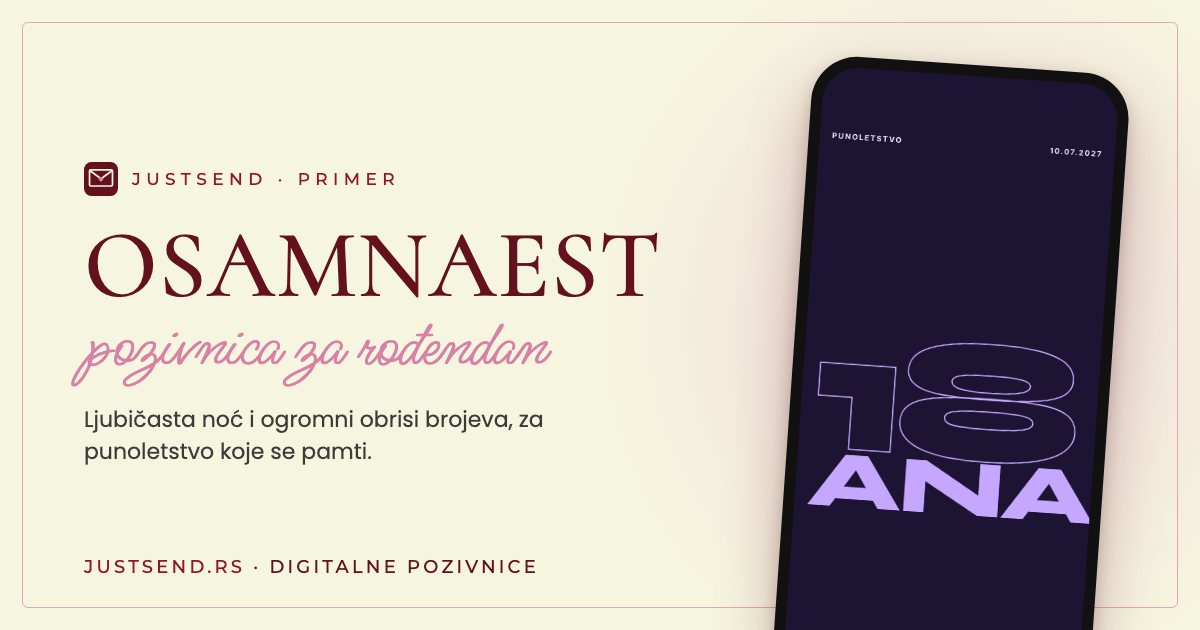 JUSTSEND · PRIMER
OSAMNAEST
pozivnica za rođendan
Ljubičasta noć i ogromni obrisi brojeva, za
punoletstvo koje se pamti.
JUSTSEND.RS · DIGITALNE POZIVNICE
PUNOLETSTVO
10.07.2027
18
ANA